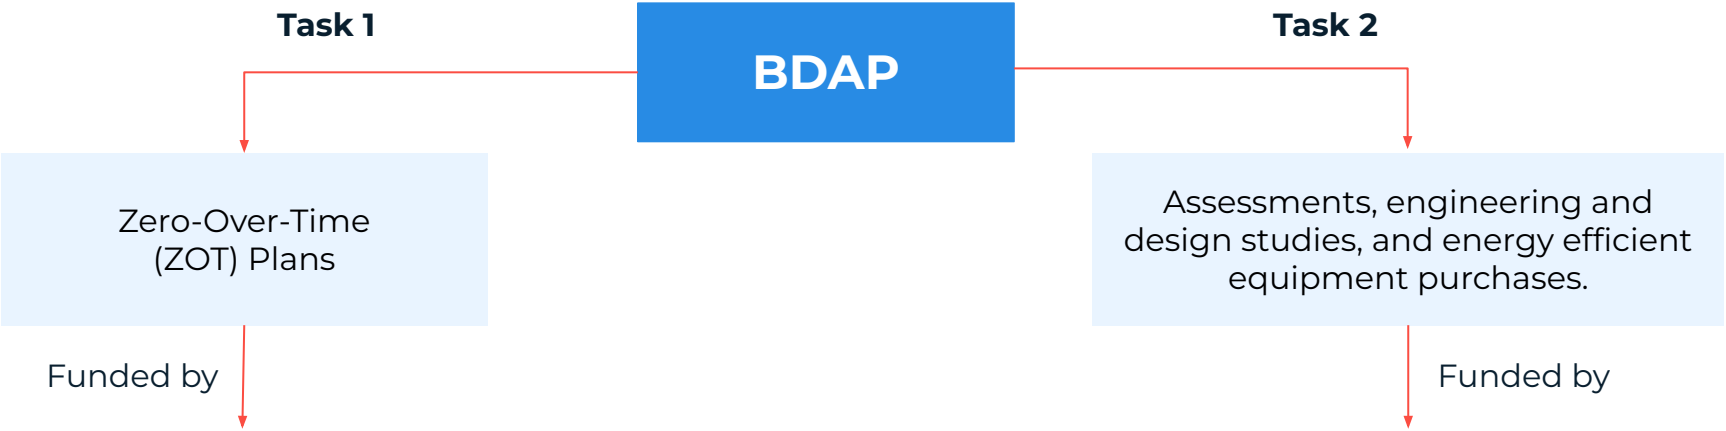 Task 1
BDAP
Task 2
Zero-Over-Time
(ZOT) Plans
Assessments, engineering and
design studies, and energy efficient
equipment purchases.
Funded by
Funded by